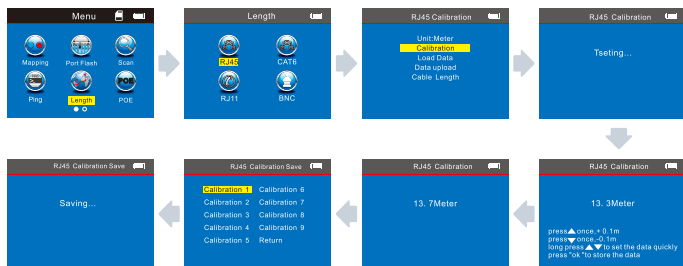 Menu
Mapping Port Flash Scan
Ping Length POE
POE
Length
RJ45 CAT6
RJ11 BNC
RJ45 Calibration
Unit:Meter
Calibration
Load Data
Data upload
Cable Length
RJ45 Calibration
Tseting...
RJ45 Calibration
13. 3Meter
press▲once,+ 0.1m
press▼once,-0.1m
long press▲▼to set the data quickly
press "ok "to store the data
RJ45 Calibration
13. 7Meter
RJ45 Calibration Save
Calibration 1 Calibration 6
Calibration 2 Calibration 7
Calibration 3 Calibration 8
Calibration 4 Calibration 9
Calibration 5 Return
RJ45 Calibration Save
Saving...